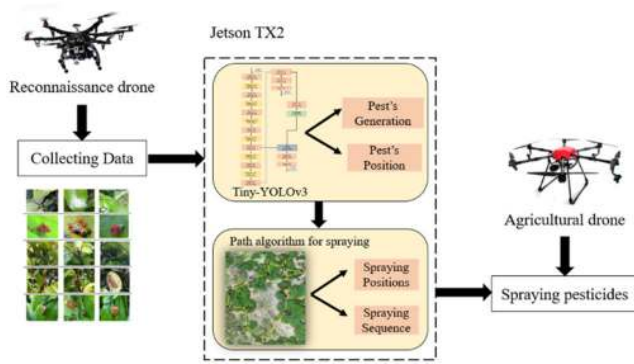 Jetson TX2
Reconnaissance drone
Collecting Data
Pest's
Generation
Pest's
Position
Tiny-YOLOv3
Path algorithm for spraying
Spraying
Positions
Spraying
Sequence
Agricultural drone
Spraying pesticides